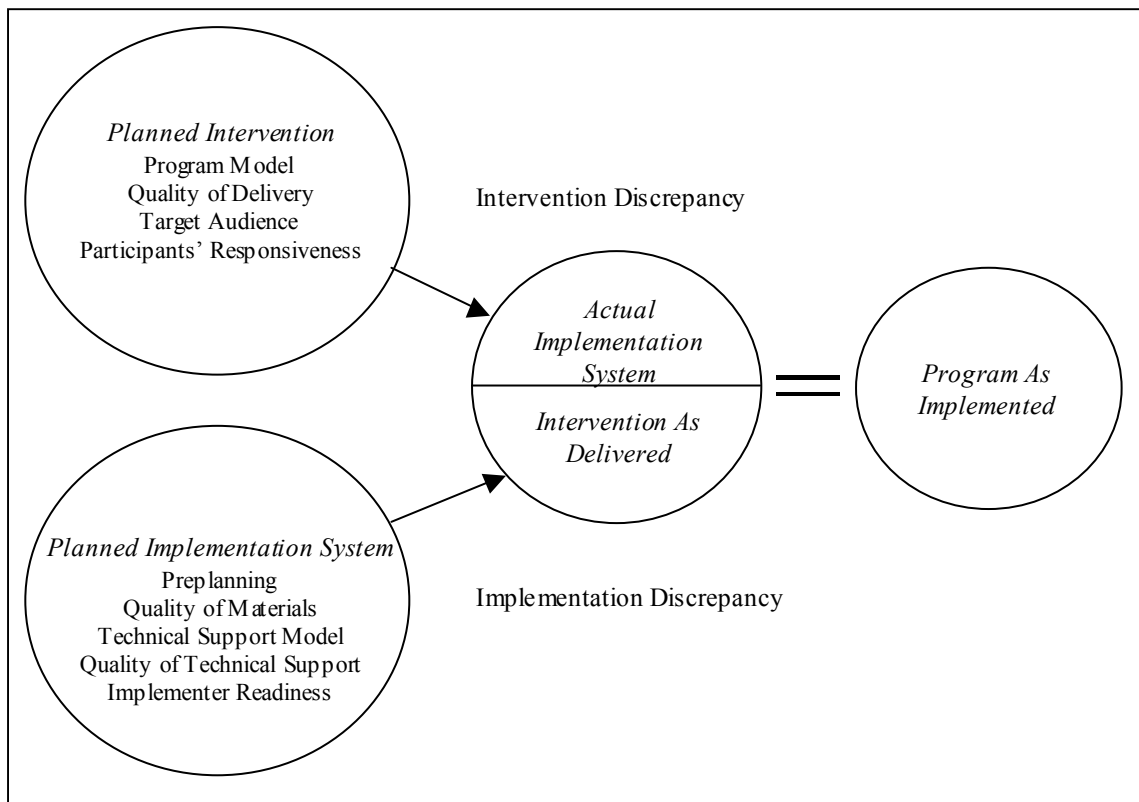 Planned Intervention
Program Model
Quality of Delivery
Target Audience
Participants’ Responsiveness
Intervention Discrepancy
Actual
Implementation
System
Intervention As
Delivered
Program As
Implemented
Planned Implementation System
Preplanning
Quality of Materials
Technical Support Model
Quality of Technical Support
Implementer Readiness
Implementation Discrepancy